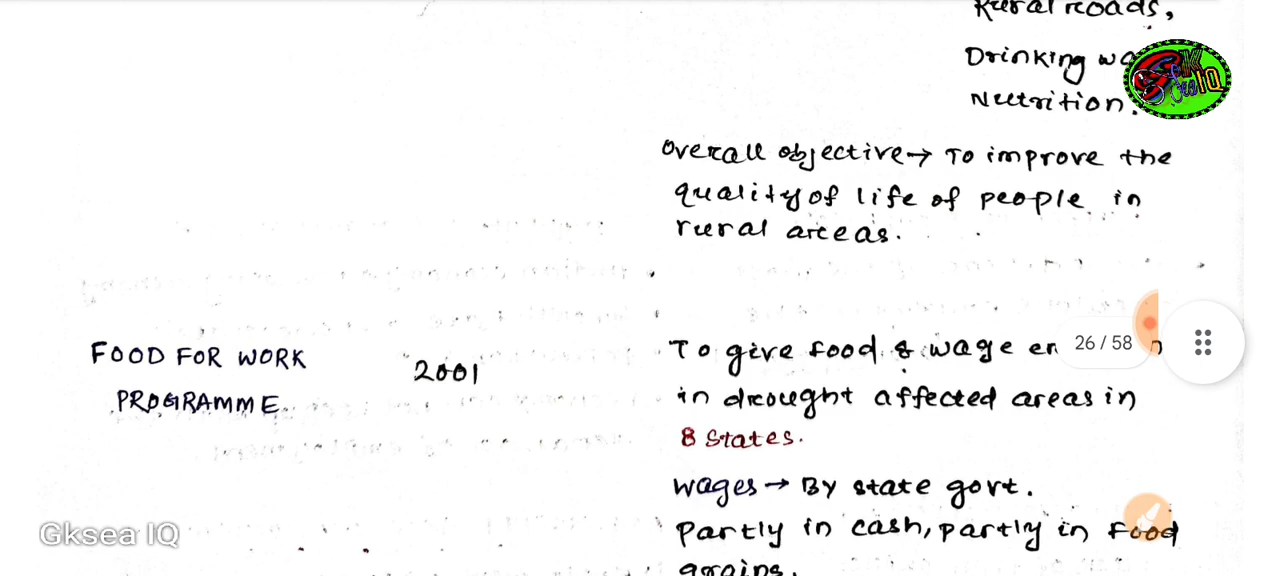 Rural roads,
Drinking
Nutrition.
Overall objective → To improve the
quality of life of people in
rural areas.
FOOD FOR WORK
PROGRAMME
2001
To give food & wage
in drought affected areas in
8 States.
Wages → By state govt.
Partly in cash, partly in food
grains.
26 / 58
Gksea IQ